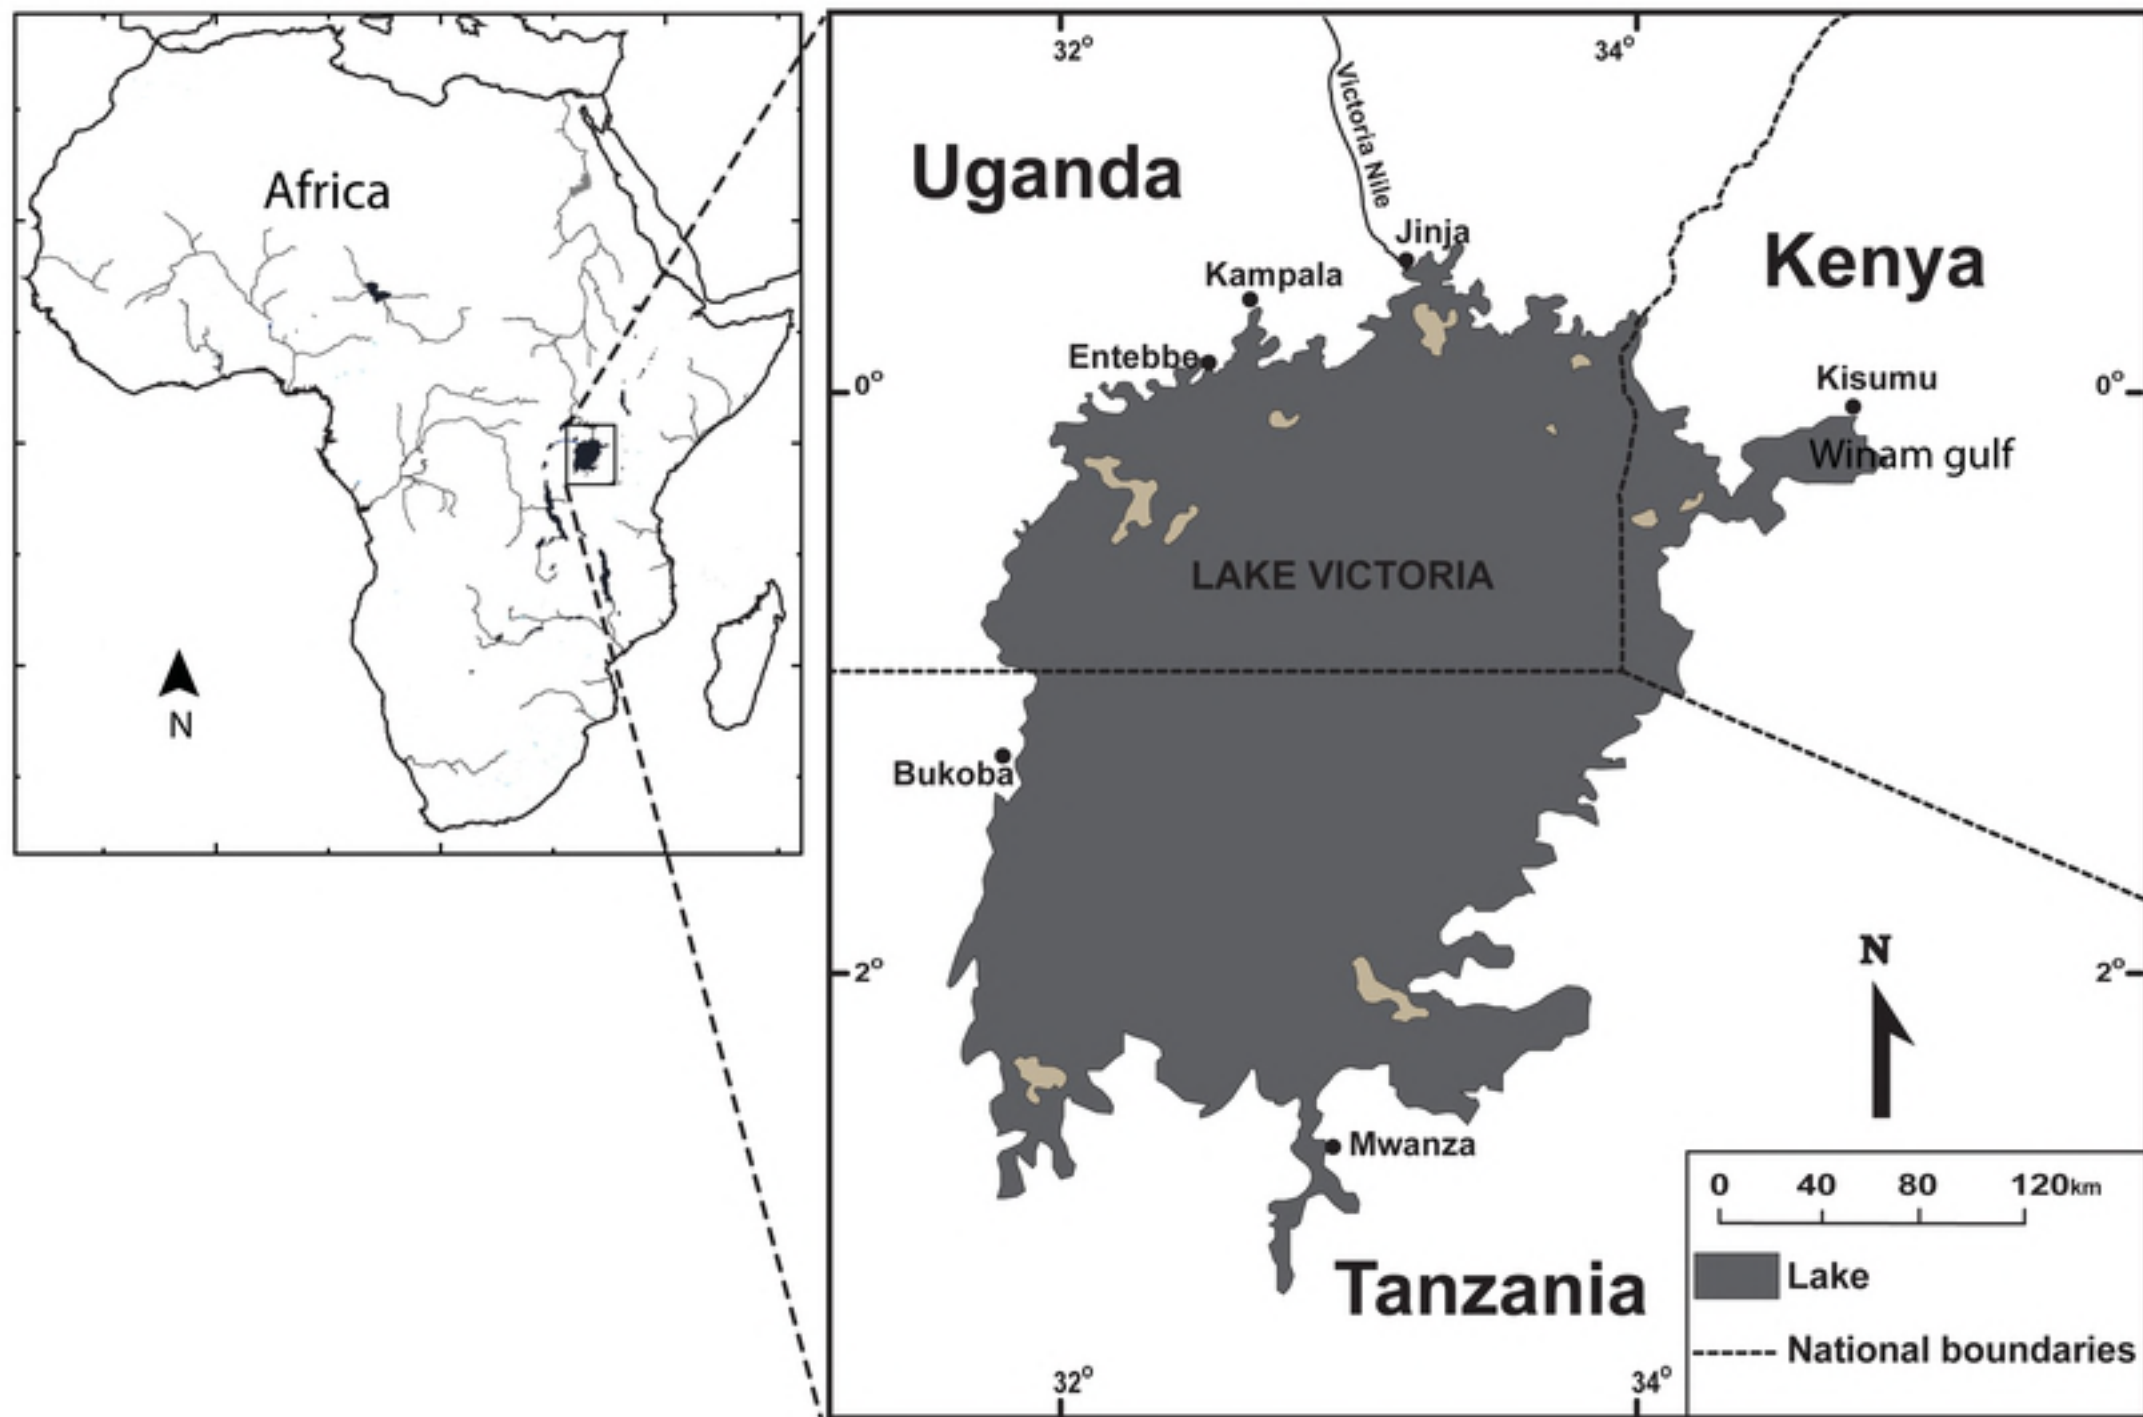 Africa
N
32°
34°
Victoria Nile
Uganda
Jinja
Kenya
Kampala
Entebbe
Kisumu
0°
0°
Winam gulf
LAKE VICTORIA
Bukoba
N
2°
2°
Mwanza
0 40 80 120km
Lake
Tanzania
National boundaries
32°
34°